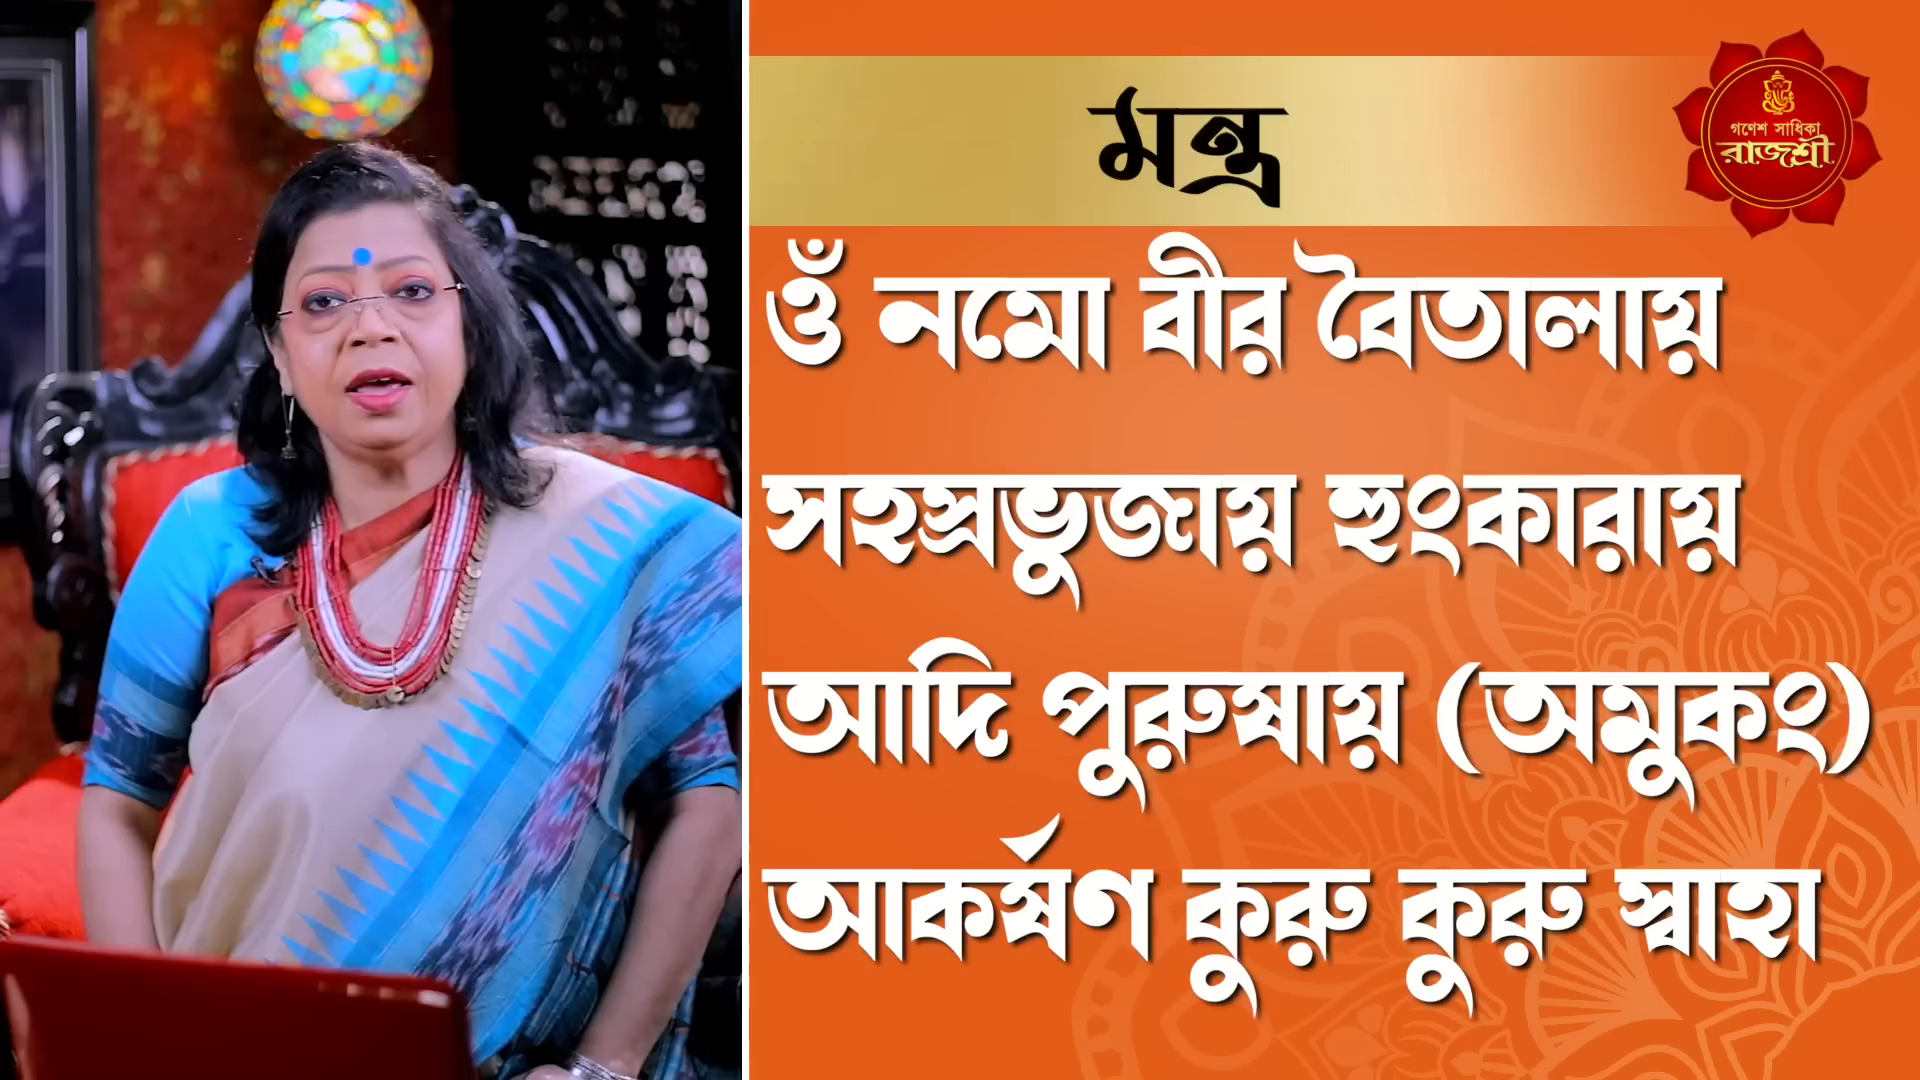 মন্ত্র
গণেশ সাধিকা
রাজশ্রী
ওঁ নমো বীর বৈতালায়
সহস্রভুজায় হুংকারায়
আদি পুরুষায় (অমুকং)
আকর্ষণ কুরু কুরু স্বাহা